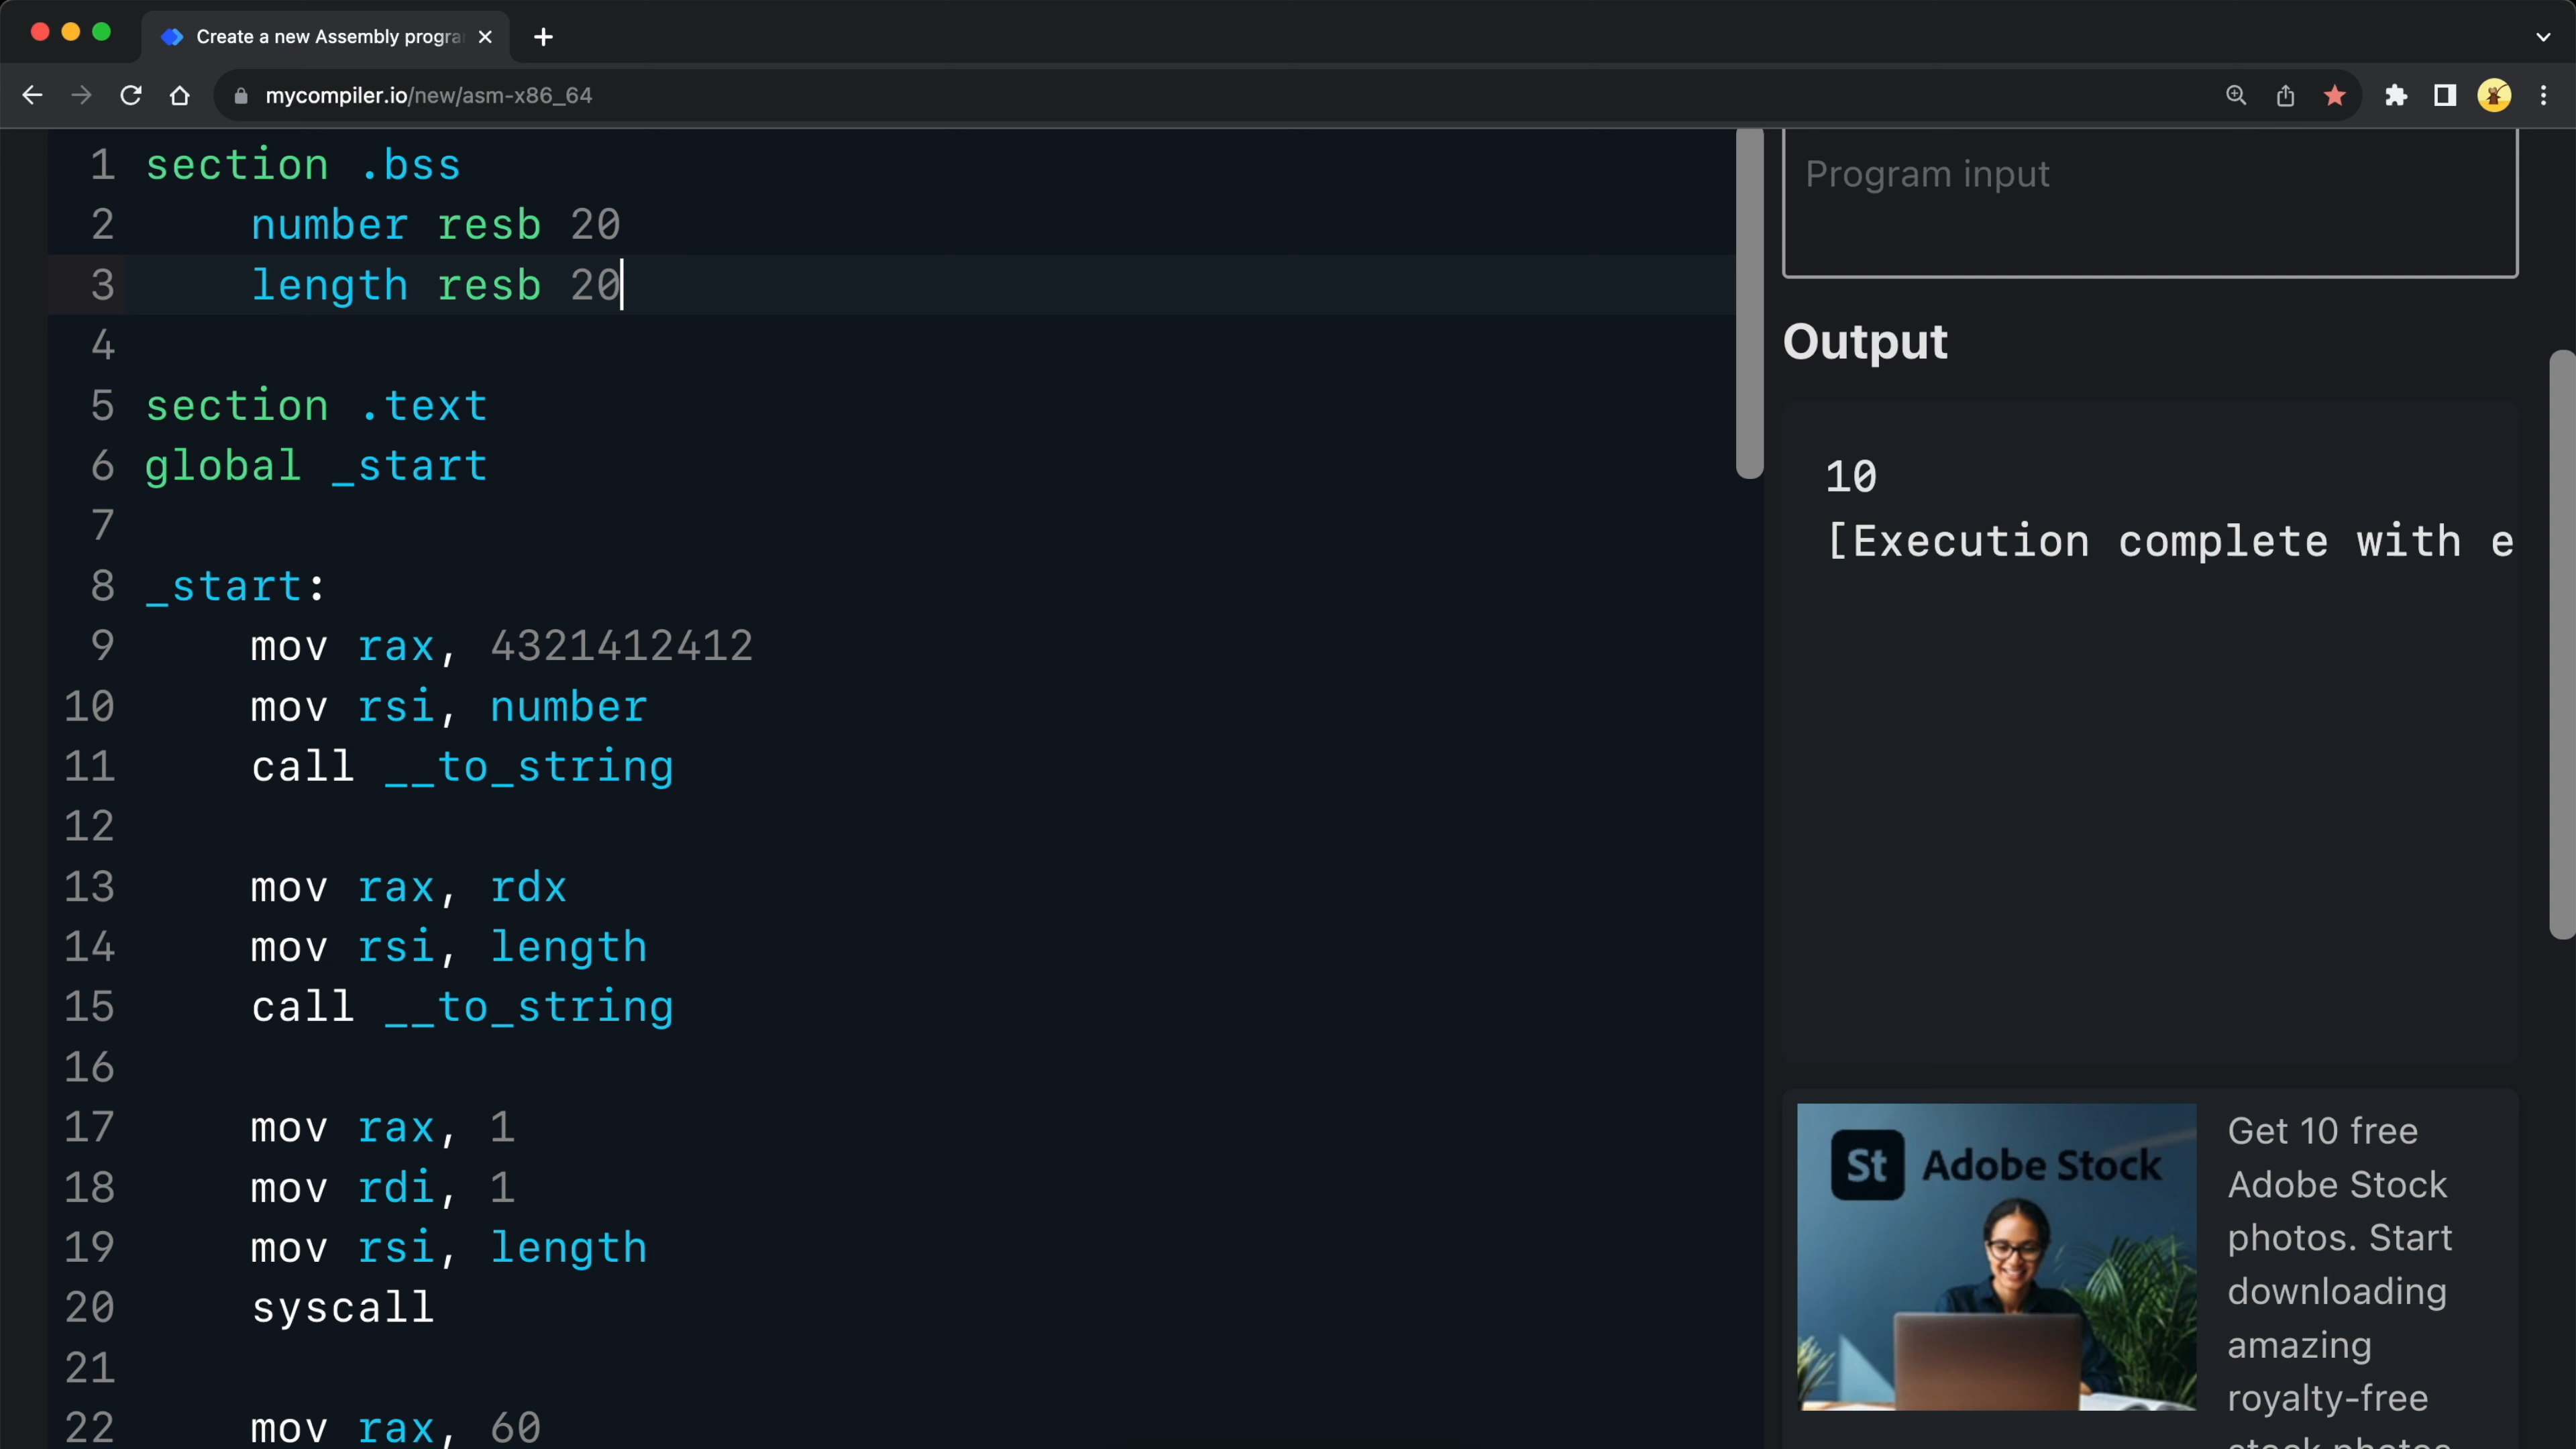 Create a new Assembly progra
mycompiler.io/new/asm-x86_64
1 section .bss
2 number resb 20
3 length resb 20
4
5 section .text
6 global _start
7
8 _start:
9 mov rax, 4321412412
10 mov rsi, number
11 call __to_string
12
13 mov rax, rdx
14 mov rsi, length
15 call __to_string
16
17 mov rax, 1
18 mov rdi, 1
19 mov rsi, length
20 syscall
21
22 mov rax, 60
Program input
Output
10
[Execution complete with e
St Adobe Stock
Get 10 free
Adobe Stock
photos. Start
downloading
amazing
royalty-free
stock photos